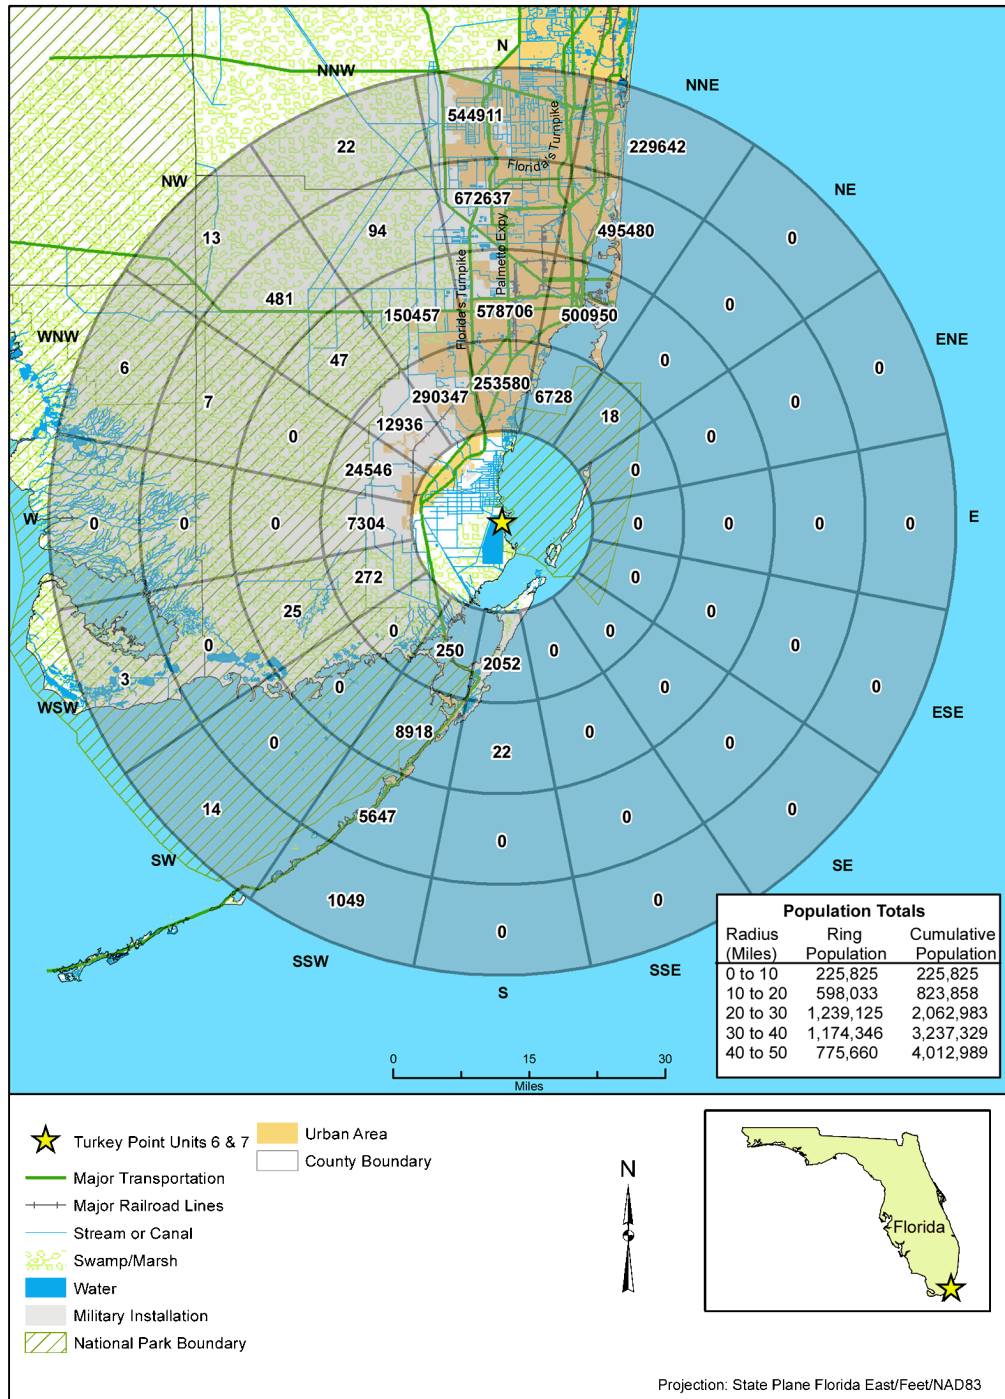 N
NNW
NNE
544911
22
229642
Florida's Turnpike
NW
NE
672637
94
495480
13
0
Palmetto Expy
Florida's Turnpike
481
0
150457
578706
500950
WNW
ENE
47
0
6
0
253580
290347
6728
7
18
0
12936
0
0
24546
0
W
0
0
0
7304
0
0
0
0
E
272
0
25
0
0
0
0
250
2052
0
0
3
0
0
0
WSW
ESE
8918
0
22
0
0
14
5647
0
0
0
SW
SE
1049
0
0
SSW
SSE
S
Population Totals
Radius Ring Cumulative
(Miles) Population Population
0 to 10 225,825 225,825
10 to 20 598,033 823,858
20 to 30 1,239,125 2,062,983
30 to 40 1,174,346 3,237,329
40 to 50 775,660 4,012,989
0 15 30
Miles
Turkey Point Units 6 & 7
Urban Area
County Boundary
Major Transportation
Major Railroad Lines
Stream or Canal
Swamp/Marsh
Water
Military Installation
National Park Boundary
N
Florida
Projection: State Plane Florida East/Feet/NAD83